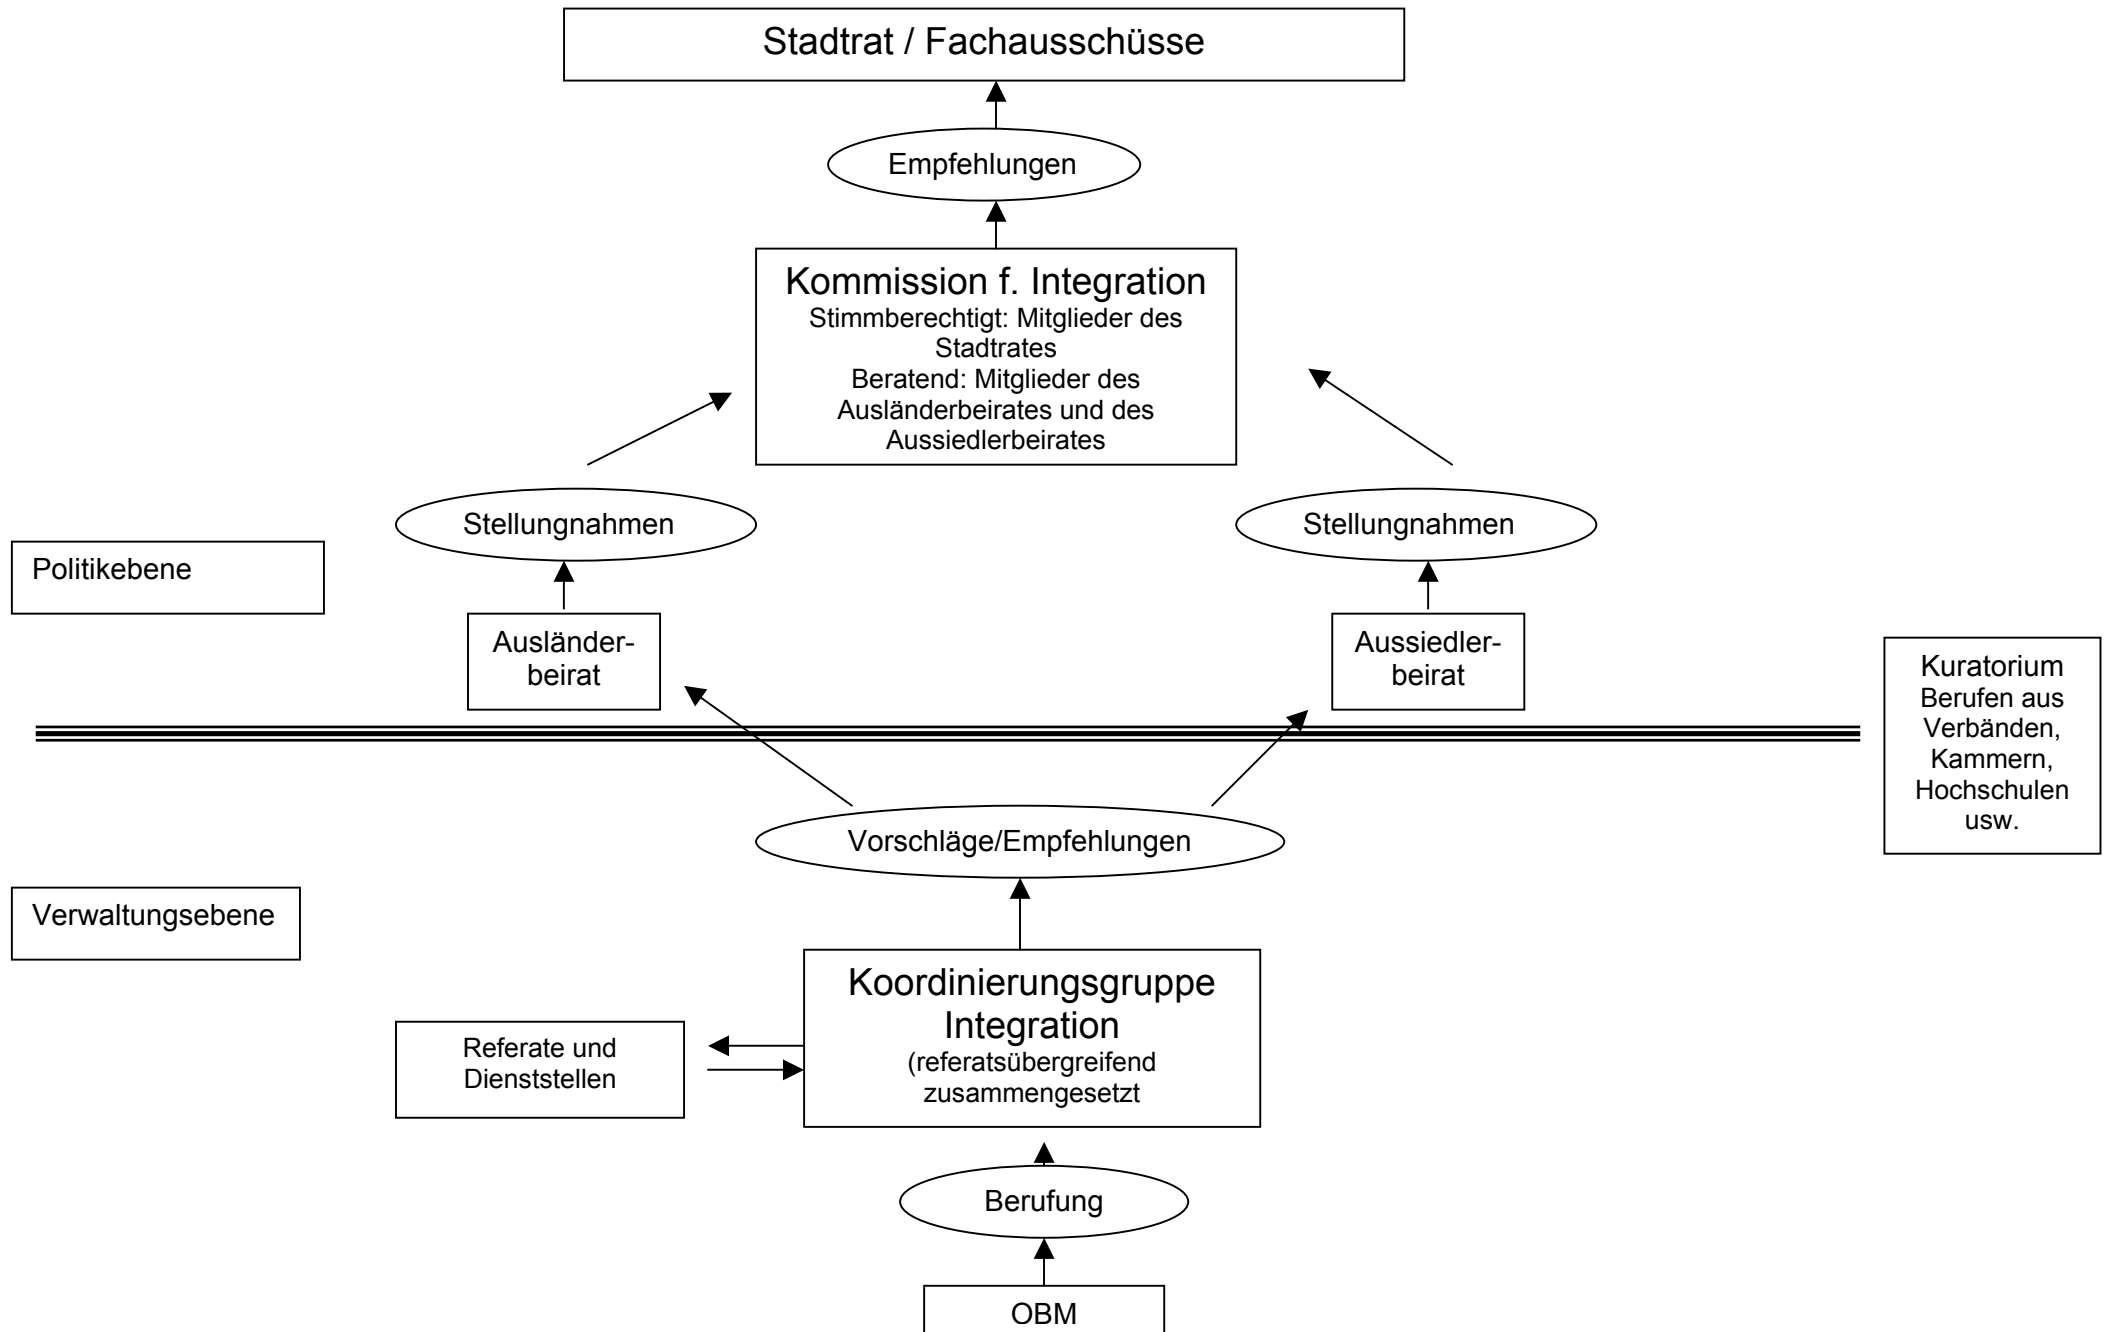 Stadtrat / Fachausschüsse
Empfehlungen
Kommission f. Integration
Stimmberechtigt: Mitglieder des
Stadtrates
Beratend: Mitglieder des
Ausländerbeirates und des
Aussiedlerbeirates
Stellungnahmen
Stellungnahmen
Politikebene
Ausländer-
beirat
Aussiedler-
beirat
Kuratorium
Berufen aus
Verbänden,
Kammern,
Hochschulen
usw.
Vorschläge/Empfehlungen
Verwaltungsebene
Koordinierungsgruppe
Integration
(referatsübergreifend
zusammengesetzt
Referate und
Dienststellen
Berufung
OBM